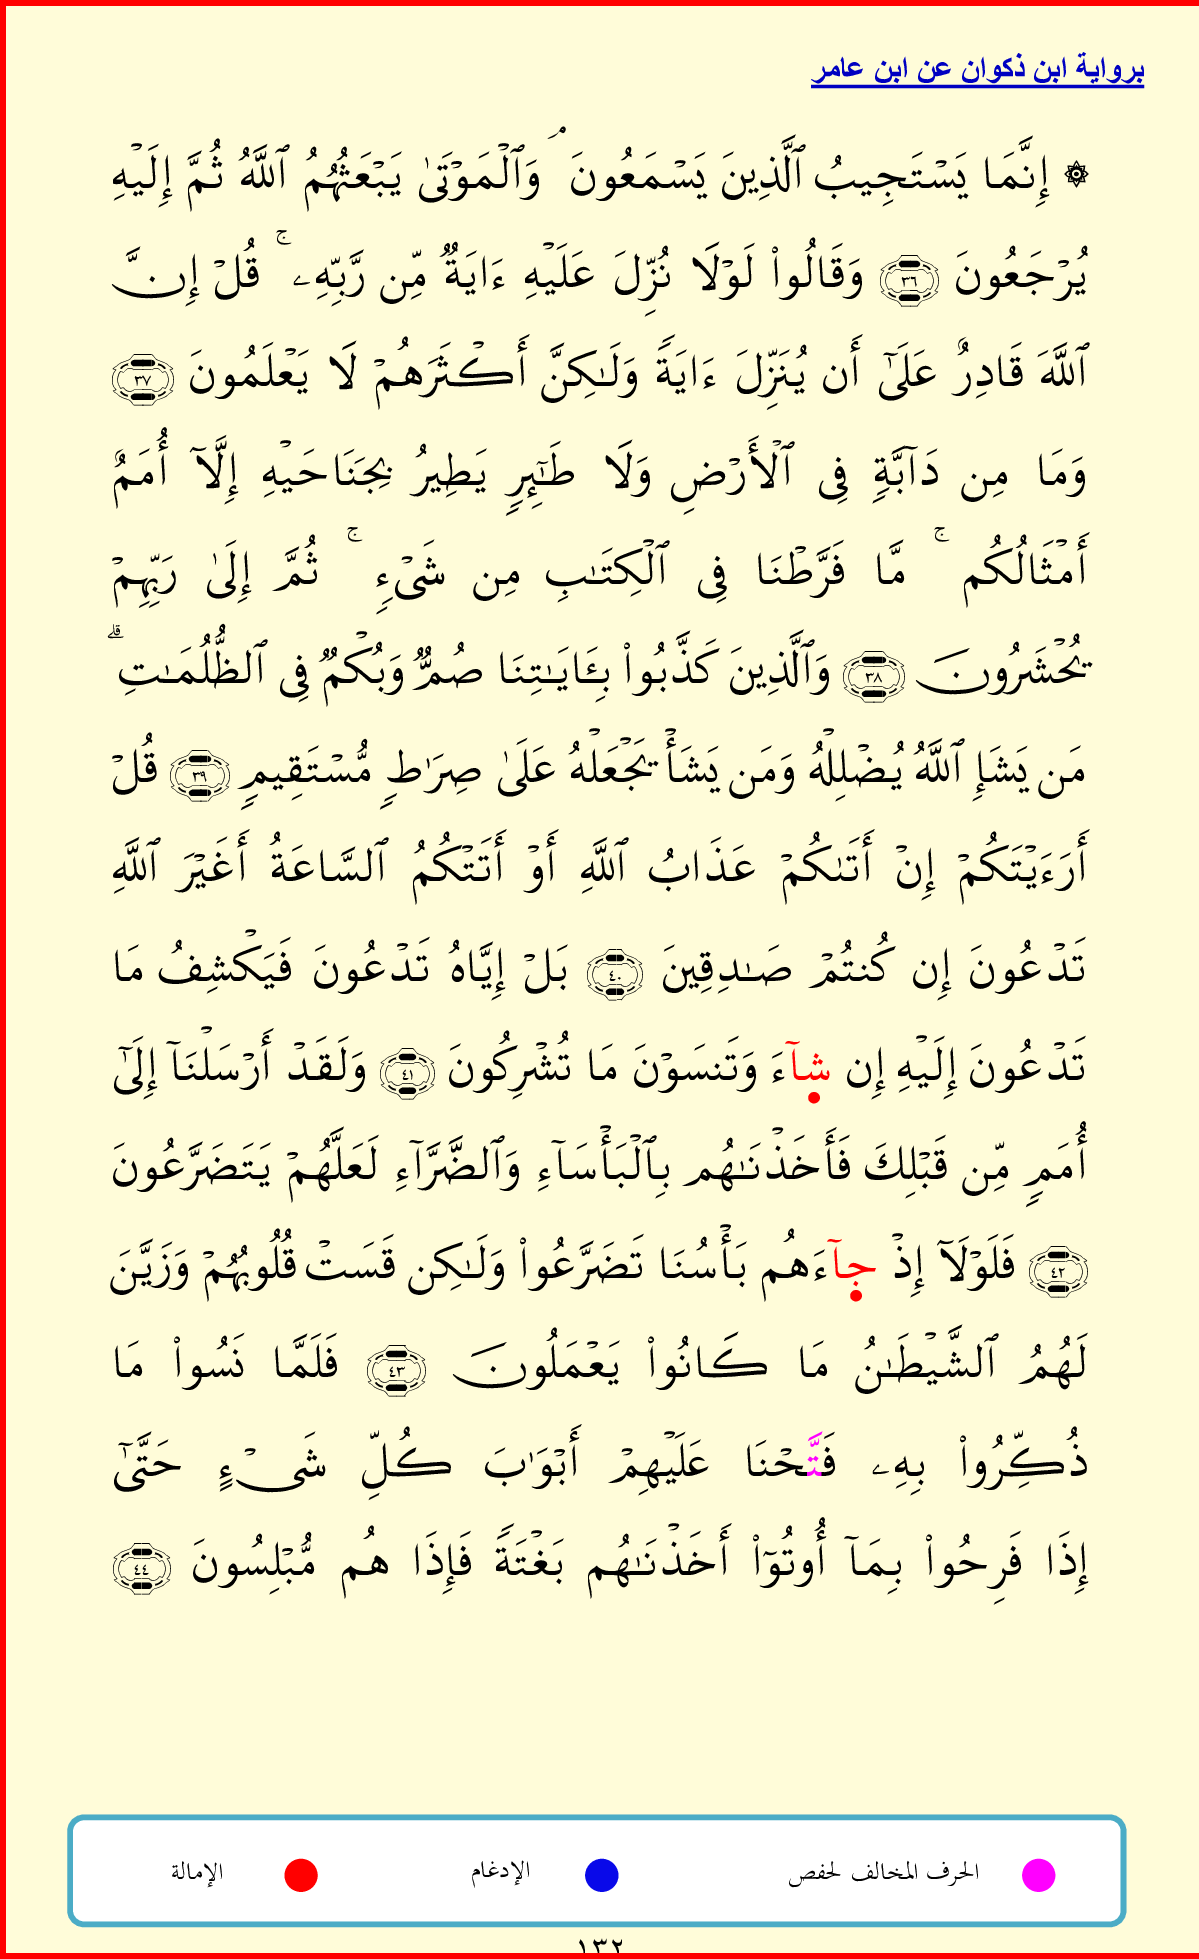 برواية ابن ذكوان عن ابن عامر
۞ إِنَّمَا يَسۡتَجِيبُ ٱلَّذِينَ يَسۡمَعُونَۘ وَٱلۡمَوۡتَىٰ يَبۡعَثُهُمُ ٱللَّهُ ثُمَّ إِلَيۡهِ
يُرۡجَعُونَ ٣٦ وَقَالُواْ لَوۡلَا نُزِّلَ عَلَيۡهِ ءَايَةٞ مِّن رَّبِّهِۦۚ قُلۡ إِنَّ
ٱللَّهَ قَادِرٌ عَلَىٰٓ أَن يُنَزِّلَ ءَايَةٗ وَلَٰكِنَّ أَكۡثَرَهُمۡ لَا يَعۡلَمُونَ ٣٧
وَمَا مِن دَآبَّةٖ فِي ٱلۡأَرۡضِ وَلَا طَٰٓئِرٖ يَطِيرُ بِجَنَاحَيۡهِ إِلَّآ أُمَمٌ
أَمۡثَالُكُمۚ مَّا فَرَّطۡنَا فِي ٱلۡكِتَٰبِ مِن شَيۡءٖۚ ثُمَّ إِلَىٰ رَبِّهِمۡ
يُحۡشَرُونَ ٣٨ وَٱلَّذِينَ كَذَّبُواْ بِـَٔايَٰتِنَا صُمّٞ وَبُكۡمٞ فِي ٱلظُّلُمَٰتِۗ
مَن يَشَإِ ٱللَّهُ يُضۡلِلۡهُ وَمَن يَشَأۡ يَجۡعَلۡهُ عَلَىٰ صِرَٰطٖ مُّسۡتَقِيمٖ ٣٩ قُلۡ
أَرَءَيۡتَكُمۡ إِنۡ أَتَىٰكُمۡ عَذَابُ ٱللَّهِ أَوۡ أَتَتۡكُمُ ٱلسَّاعَةُ أَغَيۡرَ ٱللَّهِ
تَدۡعُونَ إِن كُنتُمۡ صَٰدِقِينَ ٤٠ بَلۡ إِيَّاهُ تَدۡعُونَ فَيَكۡشِفُ مَا
تَدۡعُونَ إِلَيۡهِ إِن شَآءَ وَتَنسَوۡنَ مَا تُشۡرِكُونَ ٤١ وَلَقَدۡ أَرۡسَلۡنَآ إِلَىٰٓ
أُمَمٖ مِّن قَبۡلِكَ فَأَخَذۡنَٰهُم بِٱلۡبَأۡسَآءِ وَٱلضَّرَّآءِ لَعَلَّهُمۡ يَتَضَرَّعُونَ
٤٢ فَلَوۡلَآ إِذۡ جَآءَهُم بَأۡسُنَا تَضَرَّعُواْ وَلَٰكِن قَسَتۡ قُلُوبُهُمۡ وَزَيَّنَ
لَهُمُ ٱلشَّيۡطَٰنُ مَا كَانُواْ يَعۡمَلُونَ ٤٣ فَلَمَّا نَسُواْ مَا
ذُكِّرُواْ بِهِۦ فَتَّحۡنَا عَلَيۡهِمۡ أَبۡوَٰبَ كُلِّ شَيۡءٍ حَتَّىٰٓ
إِذَا فَرِحُواْ بِمَآ أُوتُوٓاْ أَخَذۡنَٰهُم بَغۡتَةٗ فَإِذَا هُم مُّبۡلِسُونَ ٤٤
الحرف المخالف لحفص الإدغام الإمالة
١٣٢